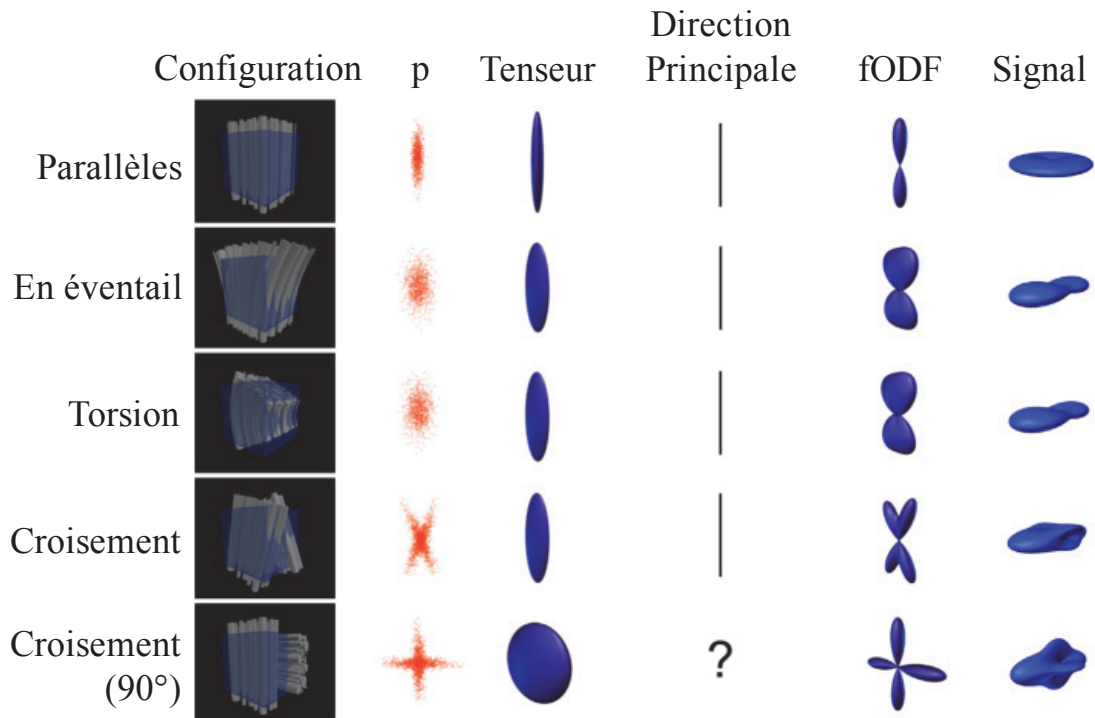 Direction
Configuration p Tenseur Principale fODF Signal
Parallèles
En éventail
Torsion
Croisement
Croisement
(90°)
?